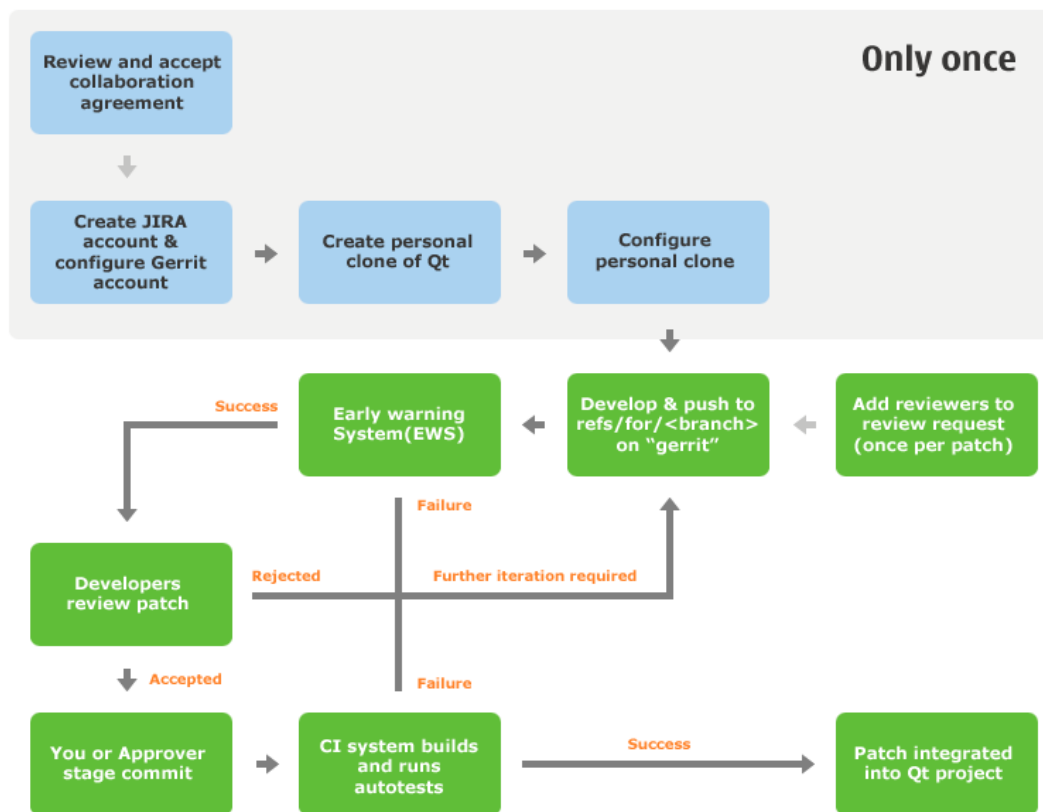 Only once
Review and accept
collaboration
agreement
Create JIRA
account &
configure Gerrit
account
Create personal
clone of Qt
Configure
personal clone
Success
Early warning
System(EWS)
Develop & push to
refs/for/<branch>
on “gerrit”
Add reviewers to
review request
(once per patch)
Failure
Developers
review patch
Rejected
Further iteration required
Accepted
Failure
You or Approver
stage commit
CI system builds
and runs
autotests
Success
Patch integrated
into Qt project